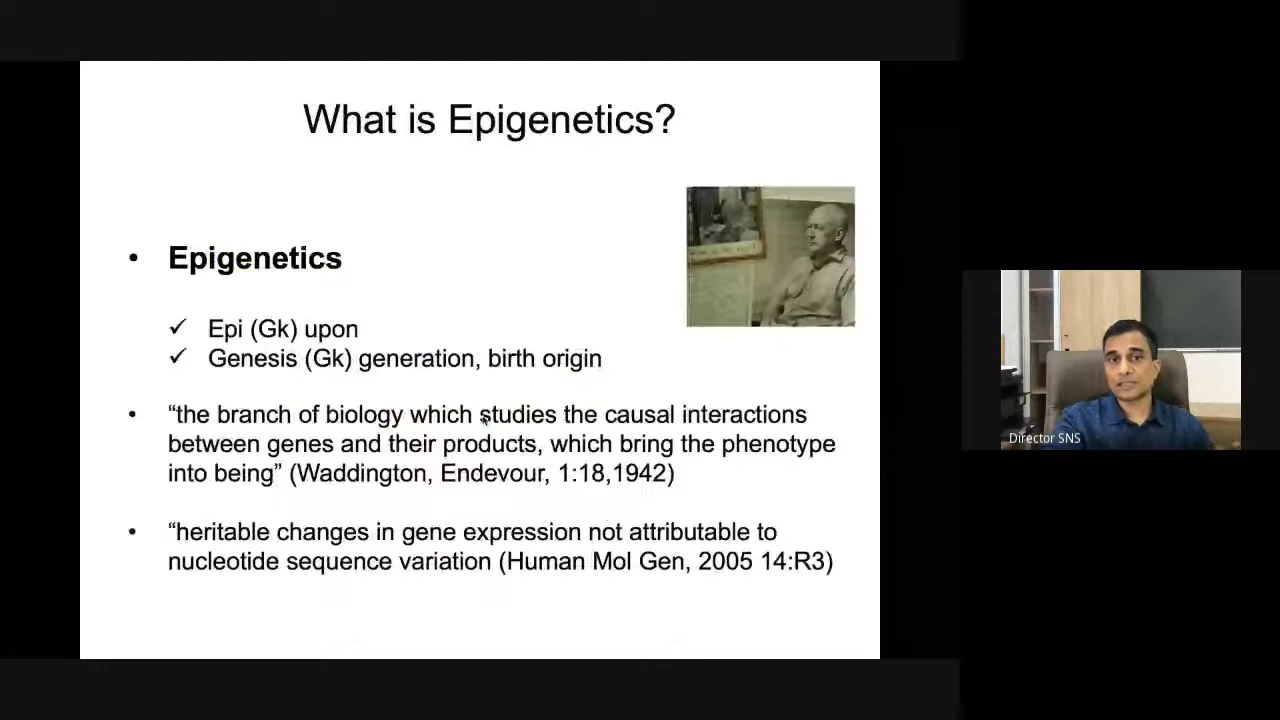 What is Epigenetics?
• Epigenetics
✓ Epi (Gk) upon
✓ Genesis (Gk) generation, birth origin
• “the branch of biology which studies the causal interactions
between genes and their products, which bring the phenotype
into being” (Waddington, Endevour, 1:18,1942)
• “heritable changes in gene expression not attributable to
nucleotide sequence variation (Human Mol Gen, 2005 14:R3)
Director SNS